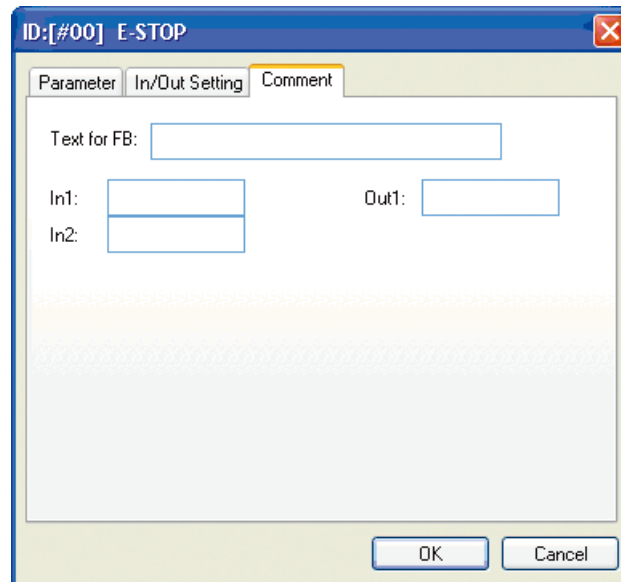 ID:[#00] E-STOP
Parameter In/Out Setting Comment
Text for FB:
In1: Out1:
In2:
OK Cancel